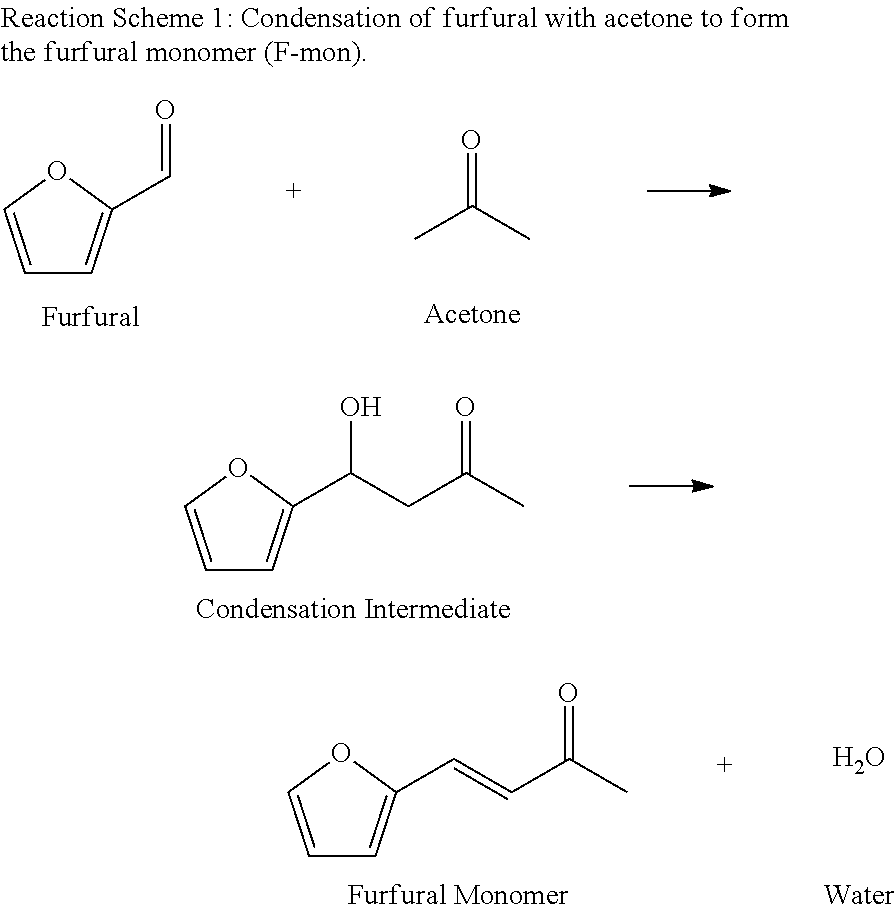 Reaction Scheme 1: Condensation of furfural with acetone to form
the furfural monomer (F-mon).
O
O
O
+
Furfural
Acetone
OH
O
O
Condensation Intermediate
O
O
+
H₂O
Furfural Monomer
Water